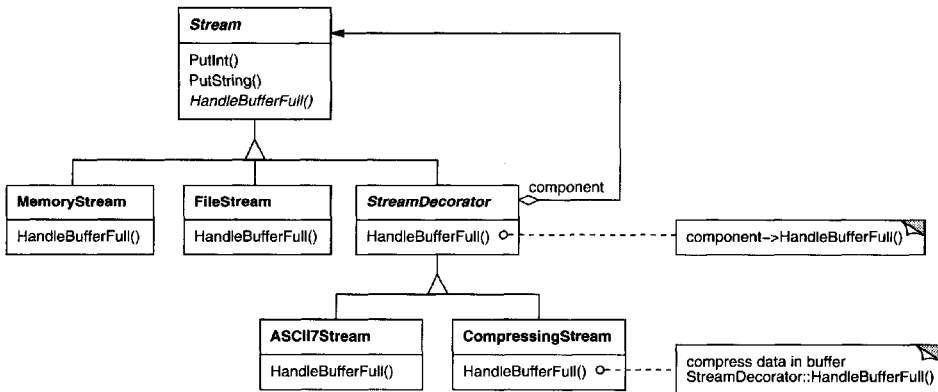 Stream
PutInt()
PutString()
HandleBufferFull()
component
MemoryStream
HandleBufferFull()
FileStream
HandleBufferFull()
StreamDecorator
HandleBufferFull()
component->HandleBufferFull()
ASCII7Stream
HandleBufferFull()
CompressingStream
HandleBufferFull()
compress data in buffer
StreamDecorator::HandleBufferFull()